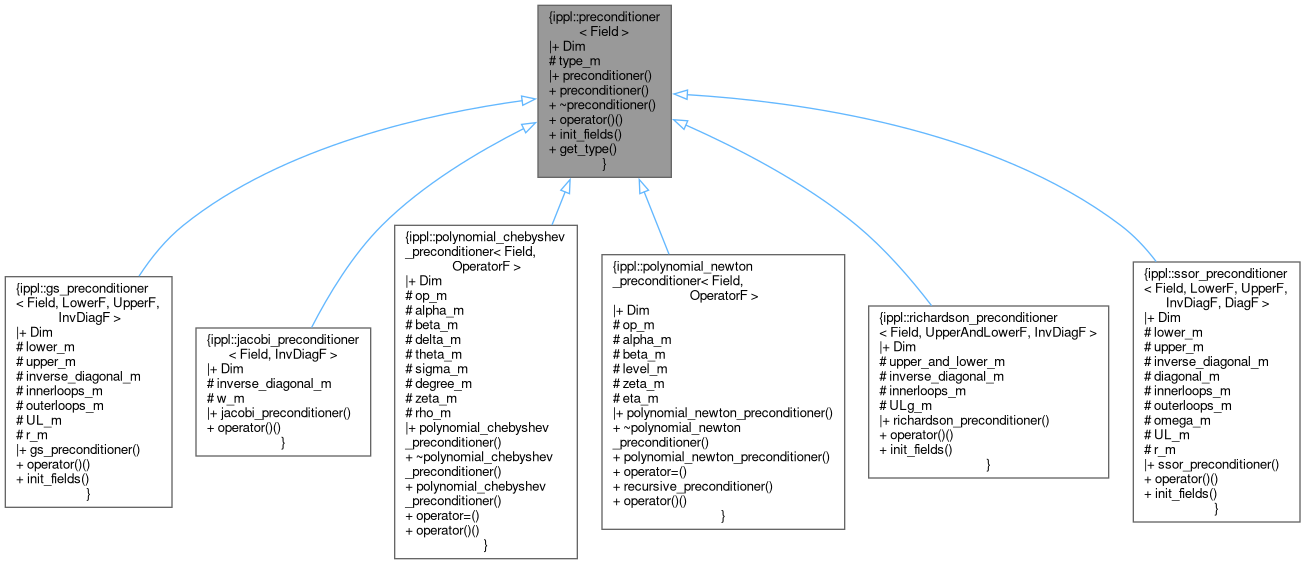 {ippl::preconditioner
< Field >
|+ Dim
# type_m
|+ preconditioner()
+ preconditioner()
+ ~preconditioner()
+ operator()()
+ init_fields()
+ get_type()
}
{ippl::gs_preconditioner
< Field, LowerF, UpperF,
InvDiagF >
|+ Dim
# lower_m
# upper_m
# inverse_diagonal_m
# innerloops_m
# outerloops_m
# UL_m
# r_m
|+ gs_preconditioner()
+ operator()()
+ init_fields()
}
{ippl::jacobi_preconditioner
< Field, InvDiagF >
|+ Dim
# inverse_diagonal_m
# w_m
|+ jacobi_preconditioner()
+ operator()()
}
{ippl::polynomial_chebyshev
_preconditioner< Field,
OperatorF >
|+ Dim
# op_m
# alpha_m
# beta_m
# delta_m
# theta_m
# sigma_m
# degree_m
# zeta_m
# rho_m
|+ polynomial_chebyshev
_preconditioner()
+ ~polynomial_chebyshev
_preconditioner()
+ polynomial_chebyshev
_preconditioner()
+ operator=()
+ operator()()
}
{ippl::polynomial_newton
_preconditioner< Field,
OperatorF >
|+ Dim
# op_m
# alpha_m
# beta_m
# level_m
# zeta_m
# eta_m
|+ polynomial_newton_preconditioner()
+ ~polynomial_newton
_preconditioner()
+ polynomial_newton_preconditioner()
+ operator=()
+ recursive_preconditioner()
+ operator()()
}
{ippl::richardson_preconditioner
< Field, UpperAndLowerF, InvDiagF >
|+ Dim
# upper_and_lower_m
# inverse_diagonal_m
# innerloops_m
# ULg_m
|+ richardson_preconditioner()
+ operator()()
+ init_fields()
}
{ippl::ssor_preconditioner
< Field, LowerF, UpperF,
InvDiagF, DiagF >
|+ Dim
# lower_m
# upper_m
# inverse_diagonal_m
# diagonal_m
# innerloops_m
# outerloops_m
# omega_m
# UL_m
# r_m
|+ ssor_preconditioner()
+ operator()()
+ init_fields()
}